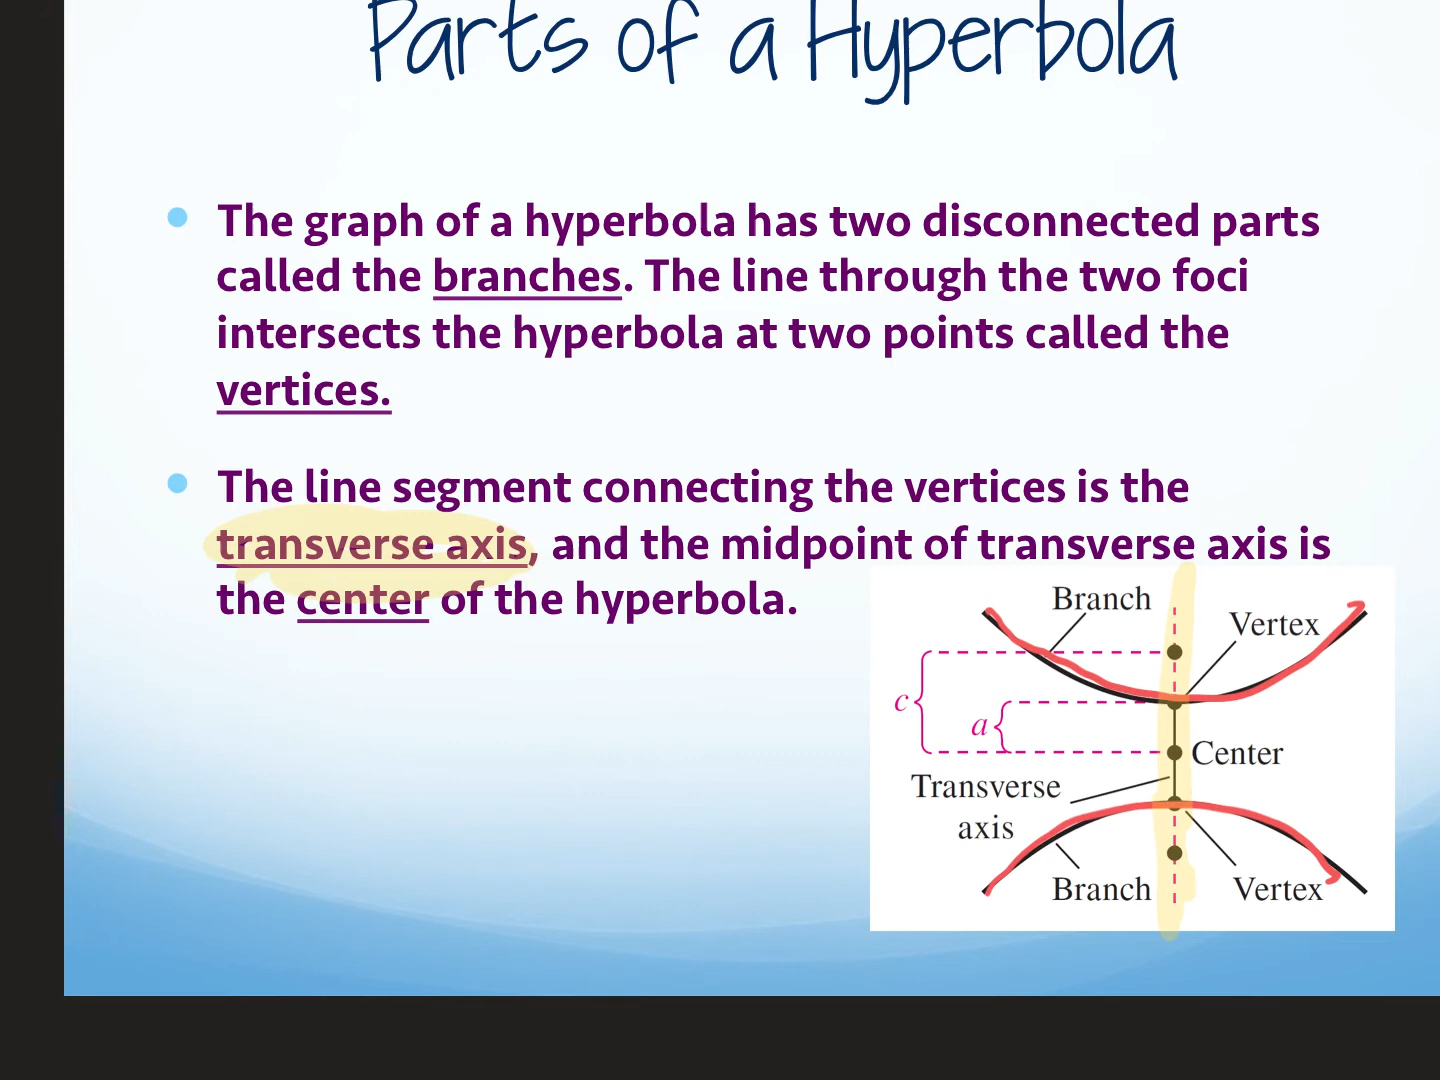 Parts of a Hyperbola
The graph of a hyperbola has two disconnected parts
called the branches. The line through the two foci
intersects the hyperbola at two points called the
vertices.
The line segment connecting the vertices is the
transverse axis, and the midpoint of transverse axis is
the center of the hyperbola.
Branch
Vertex
c
a
Center
Transverse
axis
Branch
Vertex